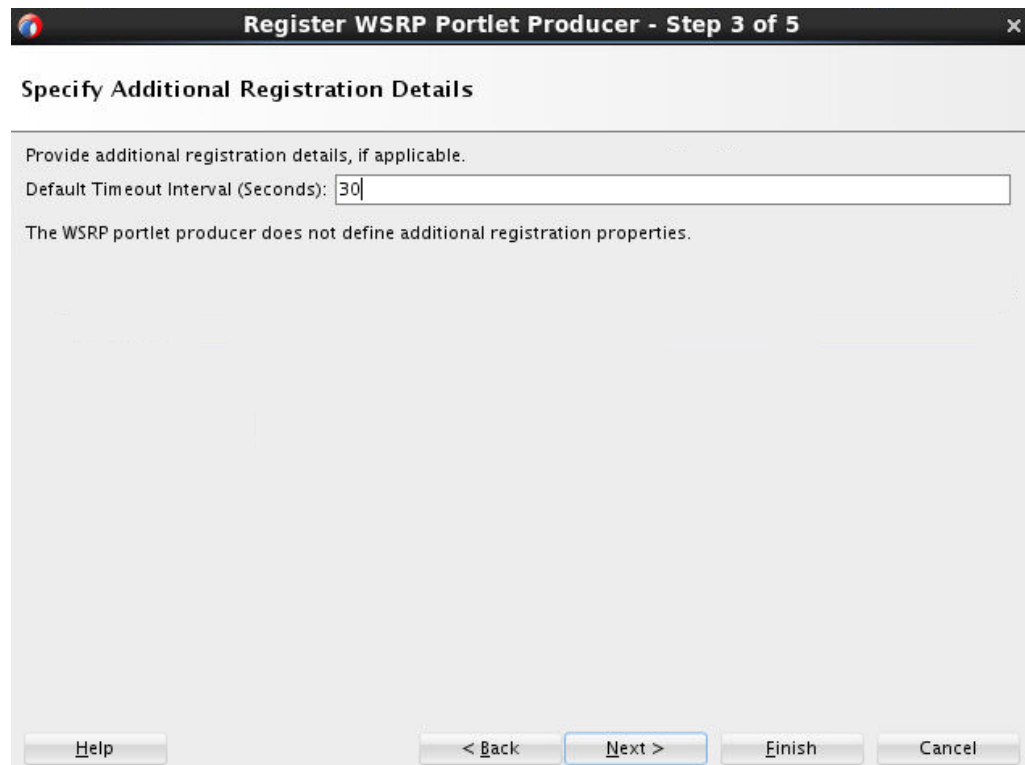 Register WSRP Portlet Producer - Step 3 of 5
Specify Additional Registration Details
Provide additional registration details, if applicable.
Default Timeout Interval (Seconds): 30
The WSRP portlet producer does not define additional registration properties.
Help < Back Next > Finish Cancel